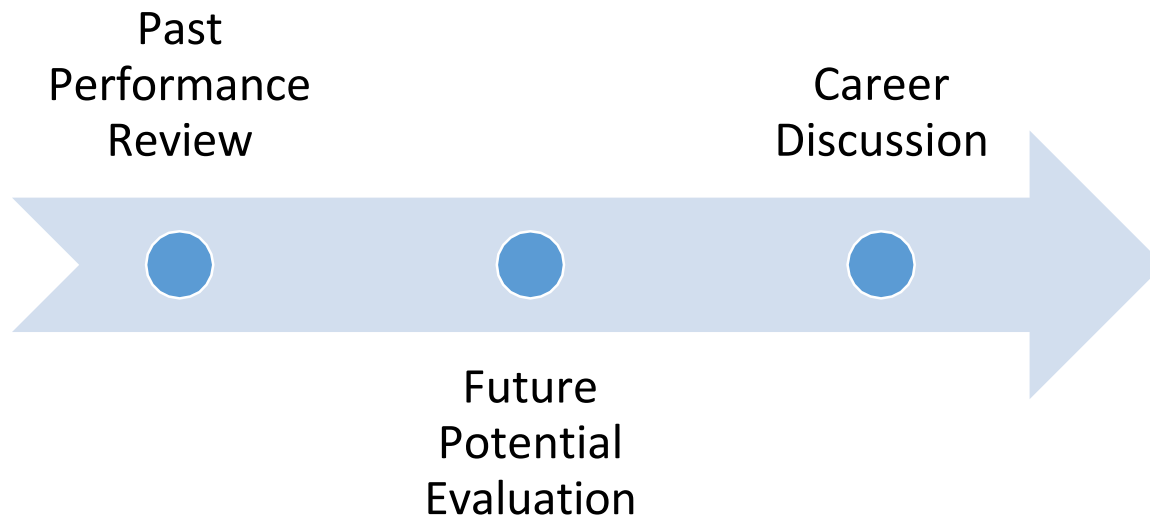 Past
Performance
Review
Future
Potential
Evaluation
Career
Discussion